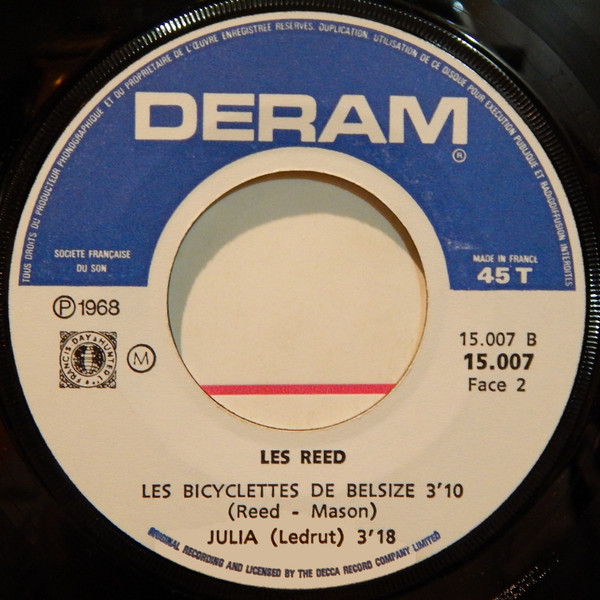 TOUS DROITS DU PRODUCTEUR PHONOGRAPHIQUE ET DU PROPRIETAIRE DE L'ŒUVRE ENREGISTREE RESERVES. DUPLICATION, UTILISATION DE CE DISQUE POUR EXECUTION PUBLIQUE ET RADIODIFFUSION INTERDITES
DERAM
®
SOCIETE FRANÇAISE
DU SON
MADE IN FRANCE
45 T
Ⓟ 1968
FRANCIS DAY & HUNTER
M
15.007 B
15.007
Face 2
LES REED
LES BICYCLETTES DE BELSIZE 3'10
(Reed - Mason)
JULIA (Ledrut) 3'18
ORIGINAL RECORDING AND LICENSED BY THE DECCA RECORD COMPANY LIMITED